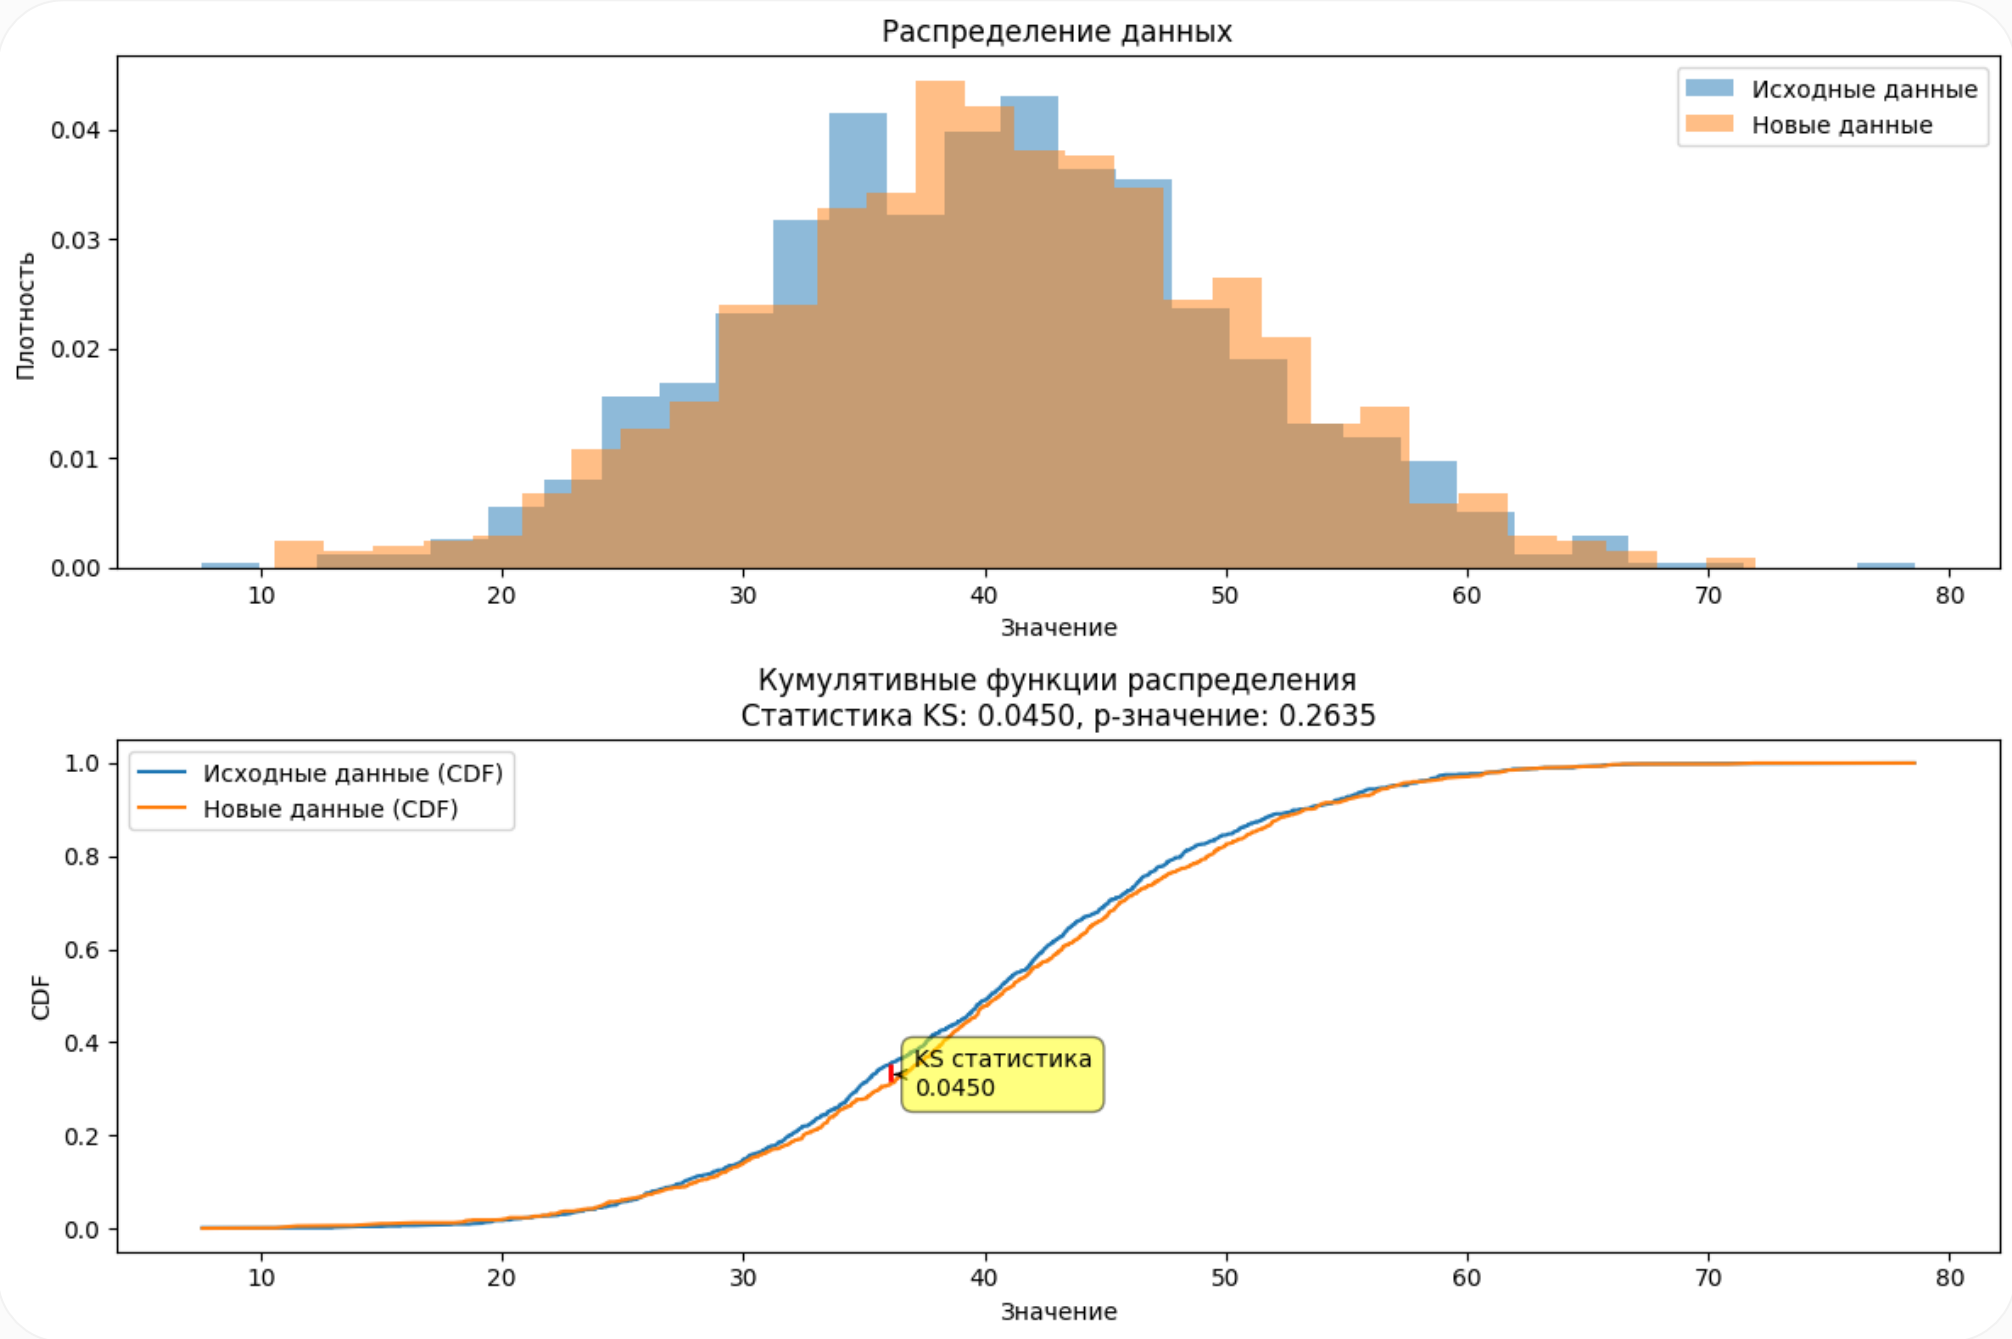 Распределение данных
Исходные данные
Новые данные
Плотность
0.04
0.03
0.02
0.01
0.00
10 20 30 40 50 60 70 80
Значение
Кумулятивные функции распределения
Статистика KS: 0.0450, p-значение: 0.2635
Исходные данные (CDF)
Новые данные (CDF)
CDF
1.0
0.8
0.6
0.4
0.2
0.0
KS статистика
0.0450
10 20 30 40 50 60 70 80
Значение